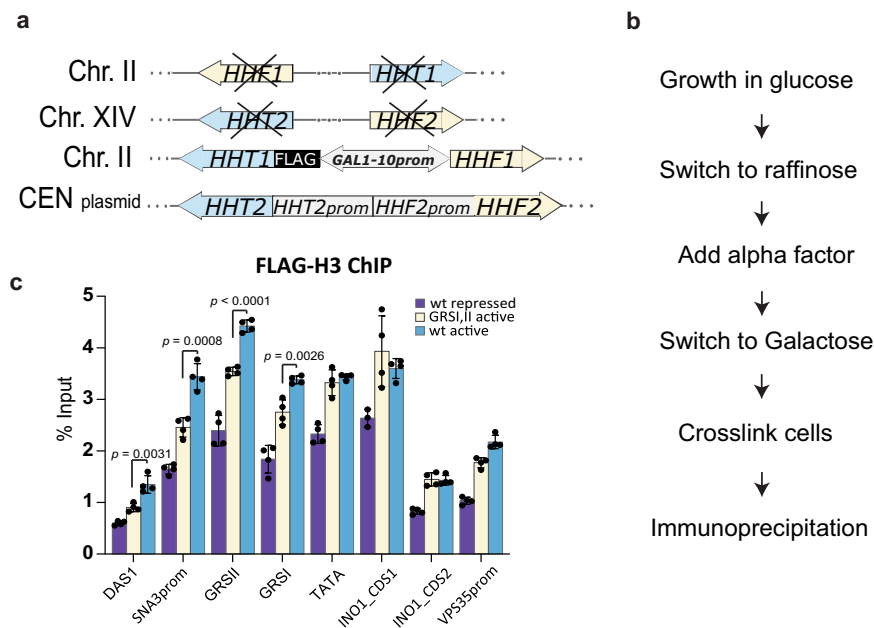 a
Chr. II HHF1 HHT1
Chr. XIV HHT2 HHF2
Chr. II HHT1 FLAG GAL1-10prom HHF1
CEN plasmid HHT2 HHT2prom HHF2prom HHF2
b
Growth in glucose
Switch to raffinose
Add alpha factor
Switch to Galactose
Crosslink cells
Immunoprecipitation
c
FLAG-H3 ChIP
% Input
5
4
3
2
1
0
wt repressed
GRSI,II active
wt active
p = 0.0031
p = 0.0008
p < 0.0001
p = 0.0026
DAS1
SNA3prom
GRSII
GRSI
TATA
INO1_CDS1
INO1_CDS2
VPS35prom